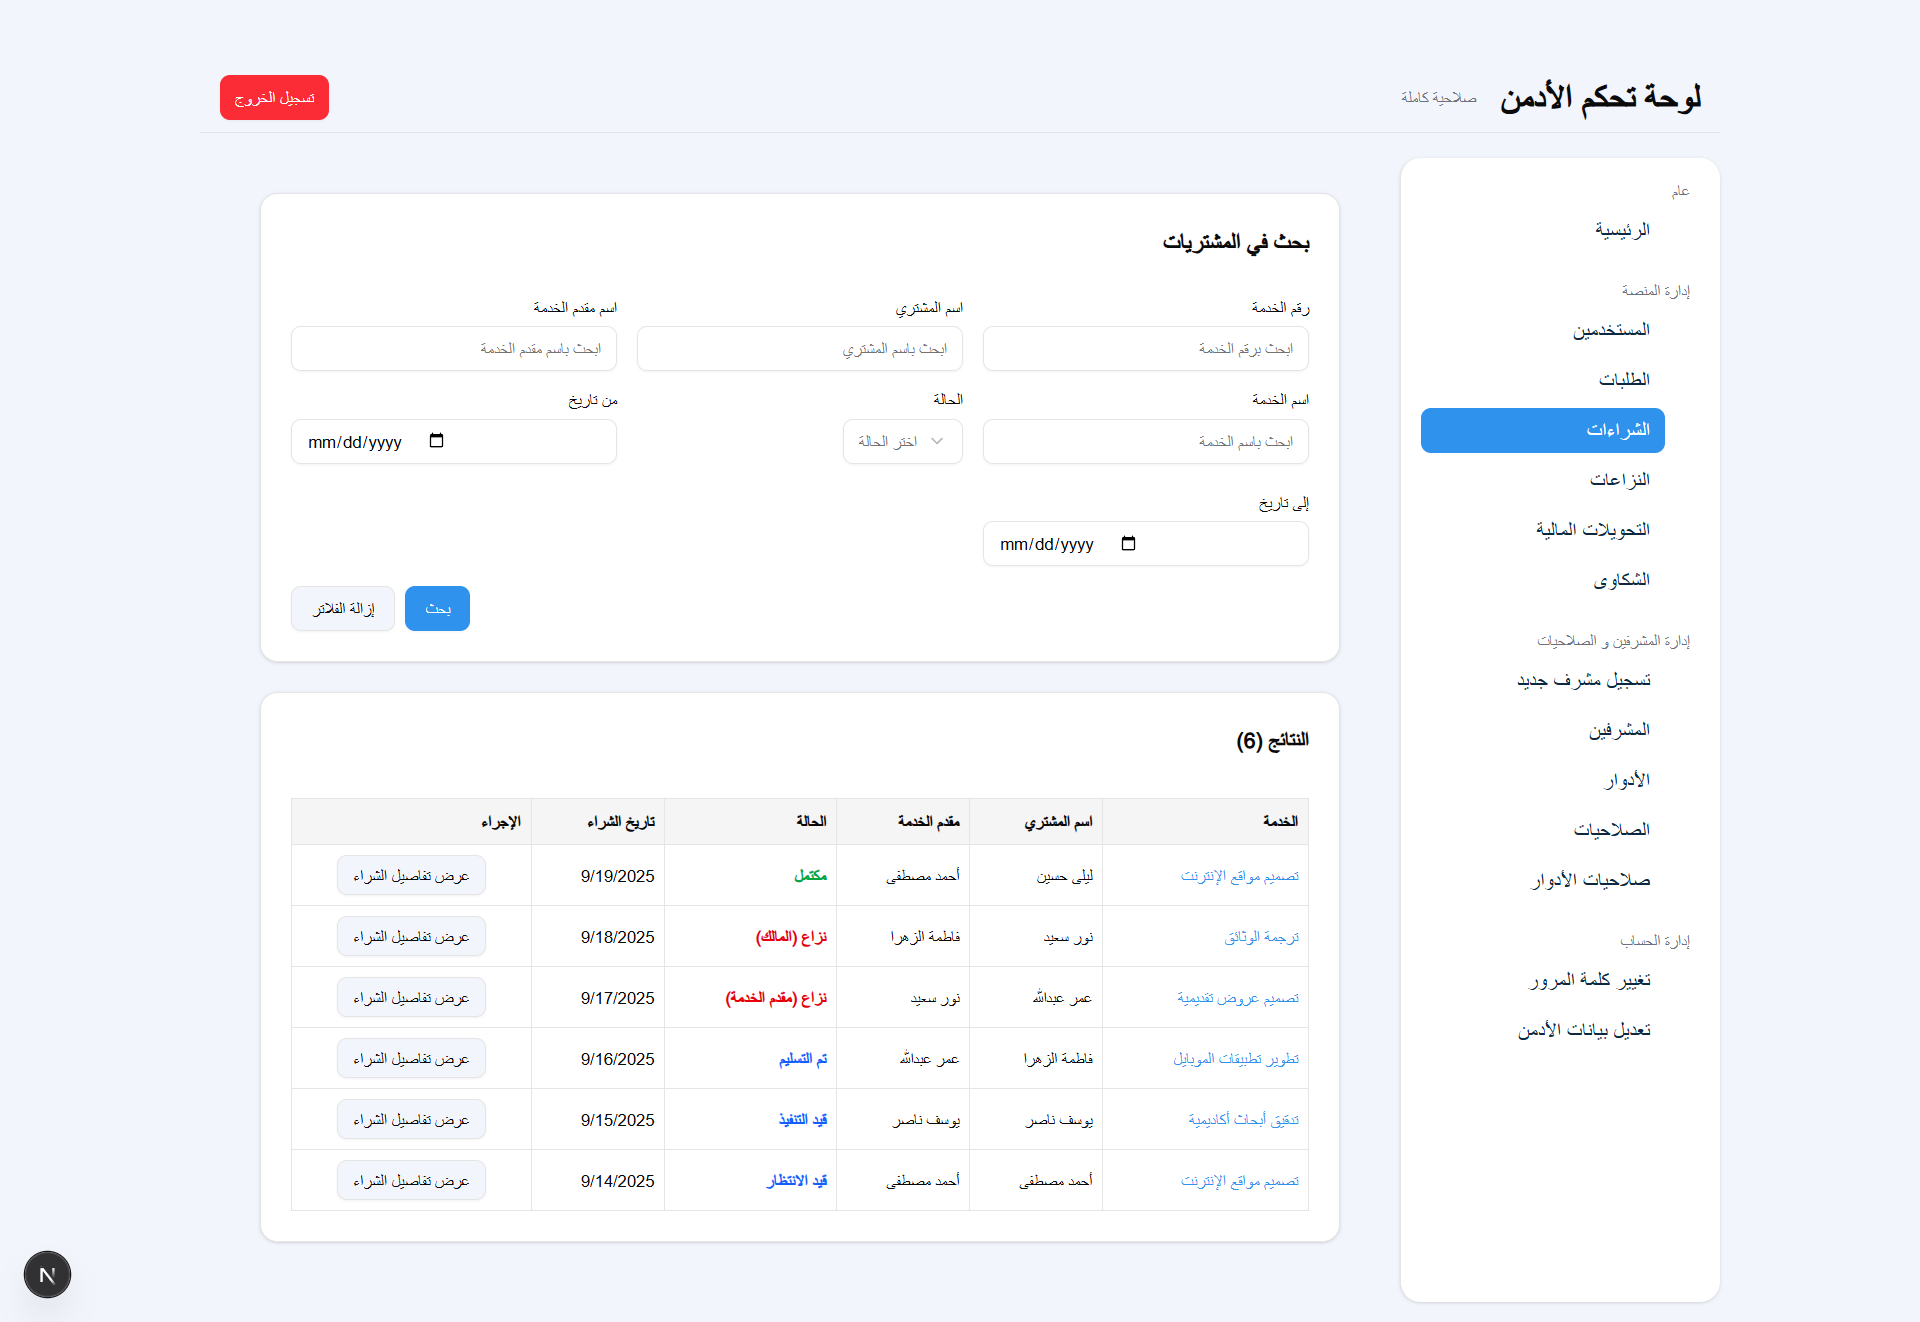 لوحة تحكم الأدمن
صلاحية كاملة
تسجيل الخروج
عام
الرئيسية
إدارة المنصة
المستخدمين
الطلبات
الشراءات
النزاعات
التحويلات المالية
الشكاوى
إدارة المشرفين و الصلاحيات
تسجيل مشرف جديد
المشرفين
الأدوار
الصلاحيات
صلاحيات الأدوار
إدارة الحساب
تغيير كلمة المرور
تعديل بيانات الأدمن
بحث في المشتريات
رقم الخدمة اسم المشتري اسم مقدم الخدمة
ابحث برقم الخدمة ابحث باسم المشتري ابحث باسم مقدم الخدمة
اسم الخدمة الحالة من تاريخ
ابحث باسم الخدمة اختر الحالة mm/dd/yyyy
إلى تاريخ
mm/dd/yyyy
بحث إزالة الفلاتر
النتائج (6)
الخدمة اسم المشتري مقدم الخدمة الحالة تاريخ الشراء الإجراء
تصميم مواقع الإنترنت ليلى حسين أحمد مصطفى مكتمل 9/19/2025 عرض تفاصيل الشراء
ترجمة الوثائق نور سعيد فاطمة الزهرا نزاع (المالك) 9/18/2025 عرض تفاصيل الشراء
تصميم عروض تقديمية عمر عبدالله نور سعيد نزاع (مقدم الخدمة) 9/17/2025 عرض تفاصيل الشراء
تطوير تطبيقات الموبايل فاطمة الزهرا عمر عبدالله تم التسليم 9/16/2025 عرض تفاصيل الشراء
تدقيق أبحاث أكاديمية يوسف ناصر يوسف ناصر قيد التنفيذ 9/15/2025 عرض تفاصيل الشراء
تصميم مواقع الإنترنت أحمد مصطفى أحمد مصطفى قيد الانتظار 9/14/2025 عرض تفاصيل الشراء
N